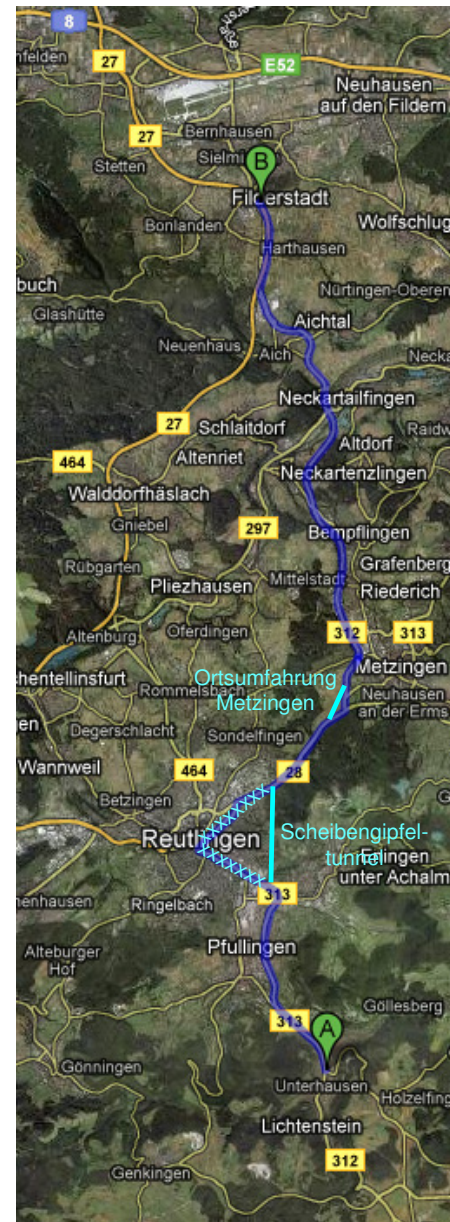 8
27
E52
nfelden
Neuhausen
auf den Fildern
27
Bernhausen
Stetten
Sielmi
B
Filderstadt
Bonlanden
Wolfschlug
Harthausen
buch
Nürtingen-Oberen
Glashütte
Aichtal
Neuenhaus
Aich
Necka
Neckartailfingen
27
Schlaitdorf
Raidw
Altdorf
464
Altenriet
Neckartenzlingen
Walddorfhäslach
Gniebel
297
Bempflingen
Rübgarten
Grafenberg
Mittelstadt
Pliezhausen
Riederich
Altenburg
Oferdingen
312
313
Metzingen
chentellinsfurt
Ortsumfahrung
Metzingen
Rommelsbach
Neuhausen
an der Erms
en
Degerschlacht
Sondelfingen
Wannweil
464
28
Betzingen
G
Reutlingen
Scheibengipfel-
tunnel
Eningen
unter Achalm
313
nenhausen
Ringelbach
Pfullingen
Alteburger
Hof
Göllesberg
313
A
Gönningen
Unterhausen
Holzelfing
Lichtenstein
312
Genkingen